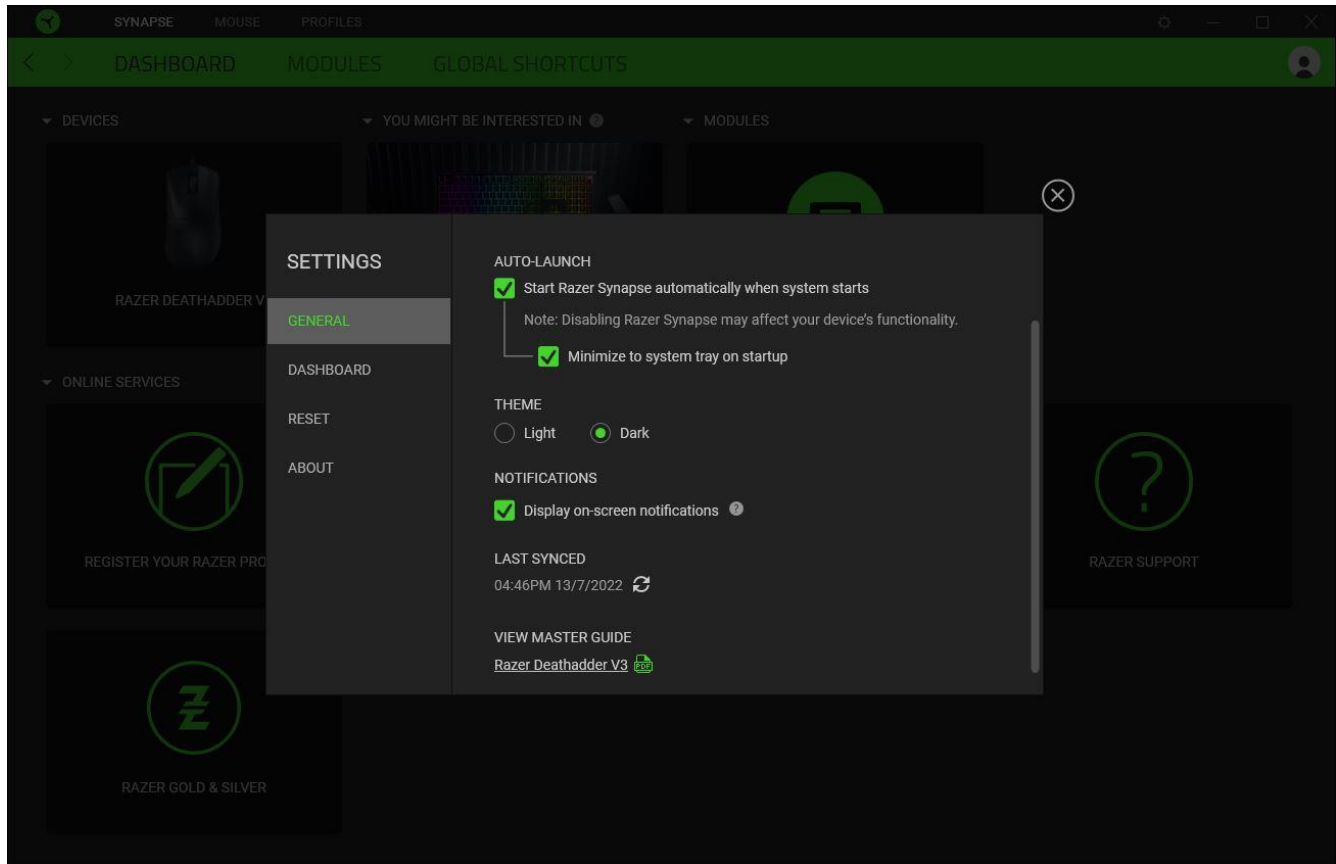 SYNAPSE MOUSE PROFILES
DASHBOARD MODULES GLOBAL SHORTCUTS
DEVICES YOU MIGHT BE INTERESTED IN ? MODULES
RAZER DEATHADDER V
ONLINE SERVICES
REGISTER YOUR RAZER PRO
RAZER GOLD & SILVER
?
RAZER SUPPORT
SETTINGS
GENERAL
DASHBOARD
RESET
ABOUT
AUTO-LAUNCH
Start Razer Synapse automatically when system starts
Note: Disabling Razer Synapse may affect your device’s functionality.
Minimize to system tray on startup
THEME
Light Dark
NOTIFICATIONS
Display on-screen notifications ?
LAST SYNCED
04:46PM 13/7/2022
VIEW MASTER GUIDE
Razer Deathadder V3 PDF